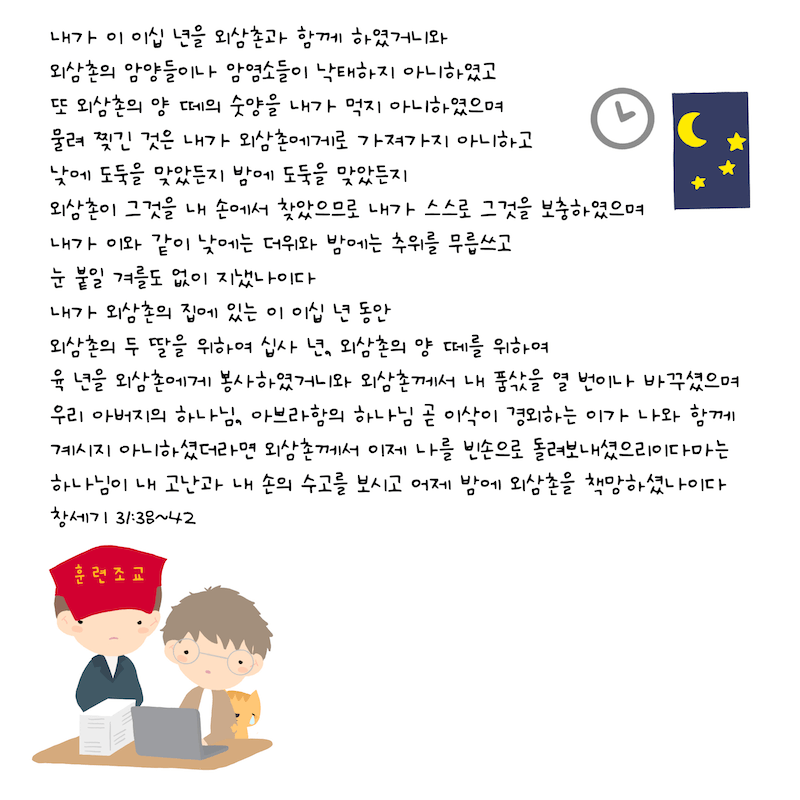 내가 이 이십 년을 외삼촌과 함께 하였거니와
외삼촌의 암양들이나 암염소들이 낙태하지 아니하였고
또 외삼촌의 양 떼의 숫양을 내가 먹지 아니하였으며
물려 찢긴 것은 내가 외삼촌에게로 가져가지 아니하고
낮에 도둑을 맞았든지 밤에 도둑을 맞았든지
외삼촌이 그것을 내 손에서 찾았으므로 내가 스스로 그것을 보충하였으며
내가 이와 같이 낮에는 더위와 밤에는 추위를 무릅쓰고
눈 붙일 겨를도 없이 지냈나이다
내가 외삼촌의 집에 있는 이 이십 년 동안
외삼촌의 두 딸을 위하여 십사 년, 외삼촌의 양 떼를 위하여
육 년을 외삼촌에게 봉사하였거니와 외삼촌께서 내 품삯을 열 번이나 바꾸셨으며
우리 아버지의 하나님, 아브라함의 하나님 곧 이삭이 경외하는 이가 나와 함께
계시지 아니하셨더라면 외삼촌께서 이제 나를 빈손으로 돌려보내셨으리이다마는
하나님이 내 고난과 내 손의 수고를 보시고 어제 밤에 외삼촌을 책망하셨나이다
창세기 31:38~42
훈련조교